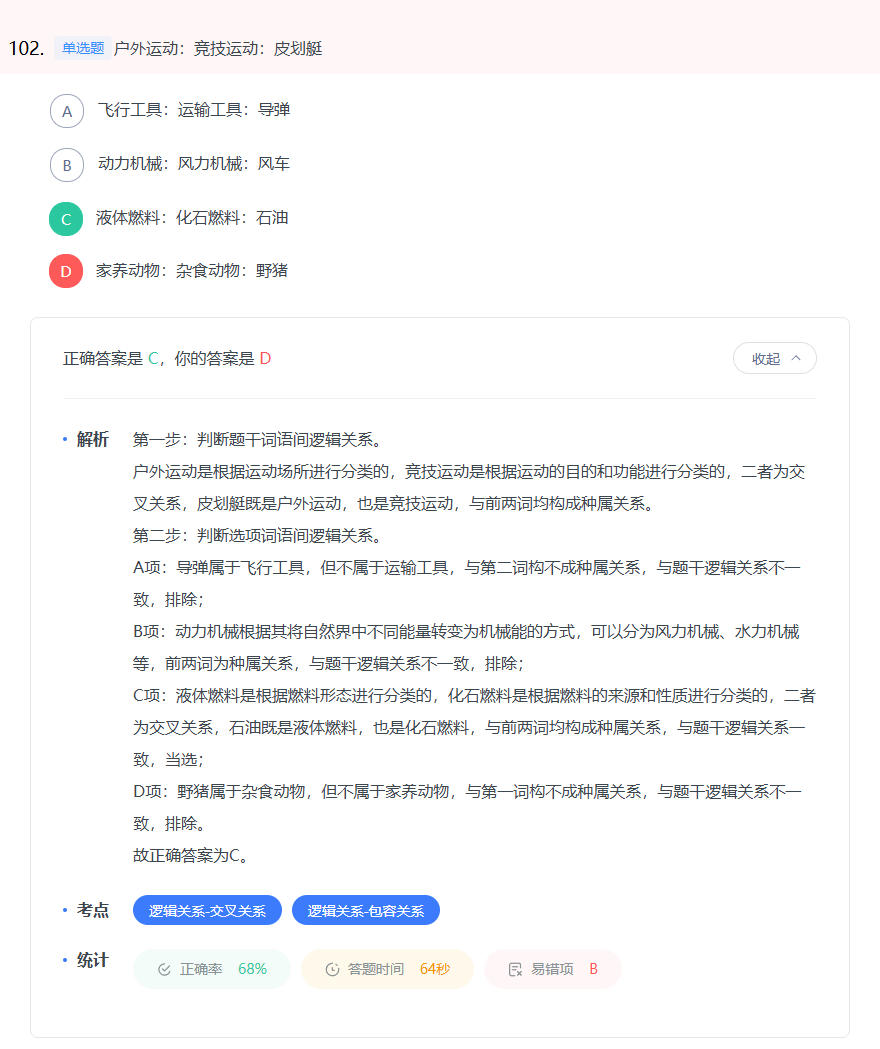 102. 单选题 户外运动：竞技运动：皮划艇
A 飞行工具：运输工具：导弹
B 动力机械：风力机械：风车
C 液体燃料：化石燃料：石油
D 家养动物：杂食动物：野猪
正确答案是 C，你的答案是 D 收起
解析 第一步：判断题干词语间逻辑关系。
户外运动是根据运动场所进行分类的，竞技运动是根据运动的目的和功能进行分类的，二者为交
叉关系，皮划艇既是户外运动，也是竞技运动，与前两词均构成种属关系。
第二步：判断选项词语间逻辑关系。
A项：导弹属于飞行工具，但不属于运输工具，与第二词构不成种属关系，与题干逻辑关系不一
致，排除；
B项：动力机械根据其将自然界中不同能量转变为机械能的方式，可以分为风力机械、水力机械
等，前两词为种属关系，与题干逻辑关系不一致，排除；
C项：液体燃料是根据燃料形态进行分类的，化石燃料是根据燃料的来源和性质进行分类的，二者
为交叉关系，石油既是液体燃料，也是化石燃料，与前两词均构成种属关系，与题干逻辑关系一
致，当选；
D项：野猪属于杂食动物，但不属于家养动物，与第一词构不成种属关系，与题干逻辑关系不一
致，排除。
故正确答案为C。
考点 逻辑关系-交叉关系 逻辑关系-包容关系
统计 正确率 68% 答题时间 64秒 易错项 B